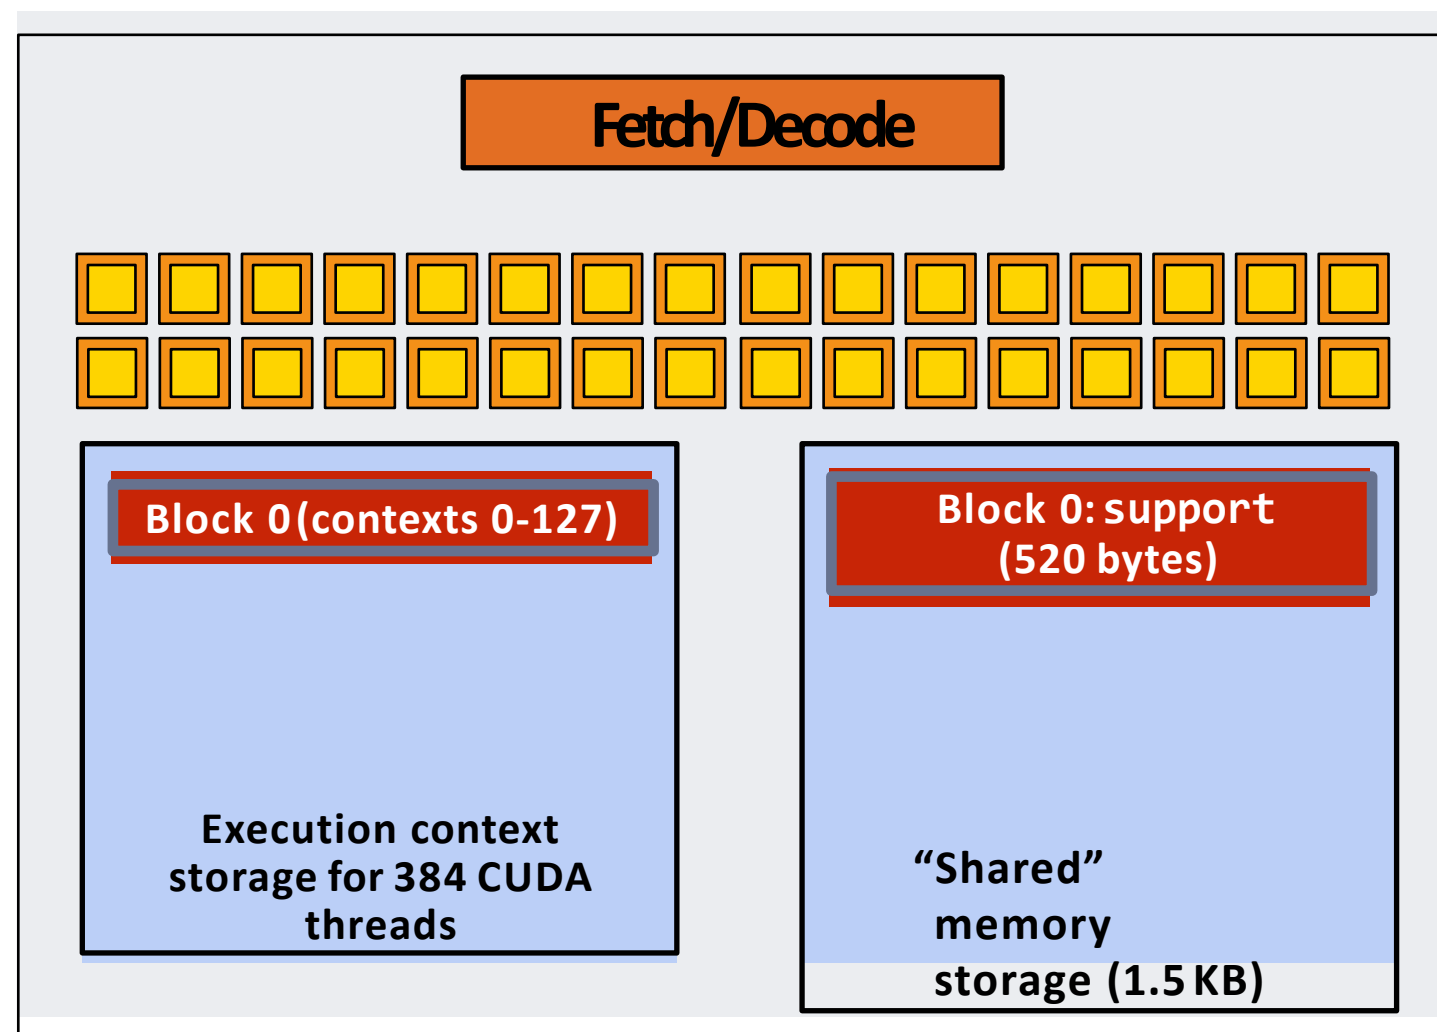 Fetch/Decode
Block 0 (contexts 0-127)
Block 0: support
(520 bytes)
Execution context
storage for 384 CUDA
threads
“Shared”
memory
storage (1.5 KB)